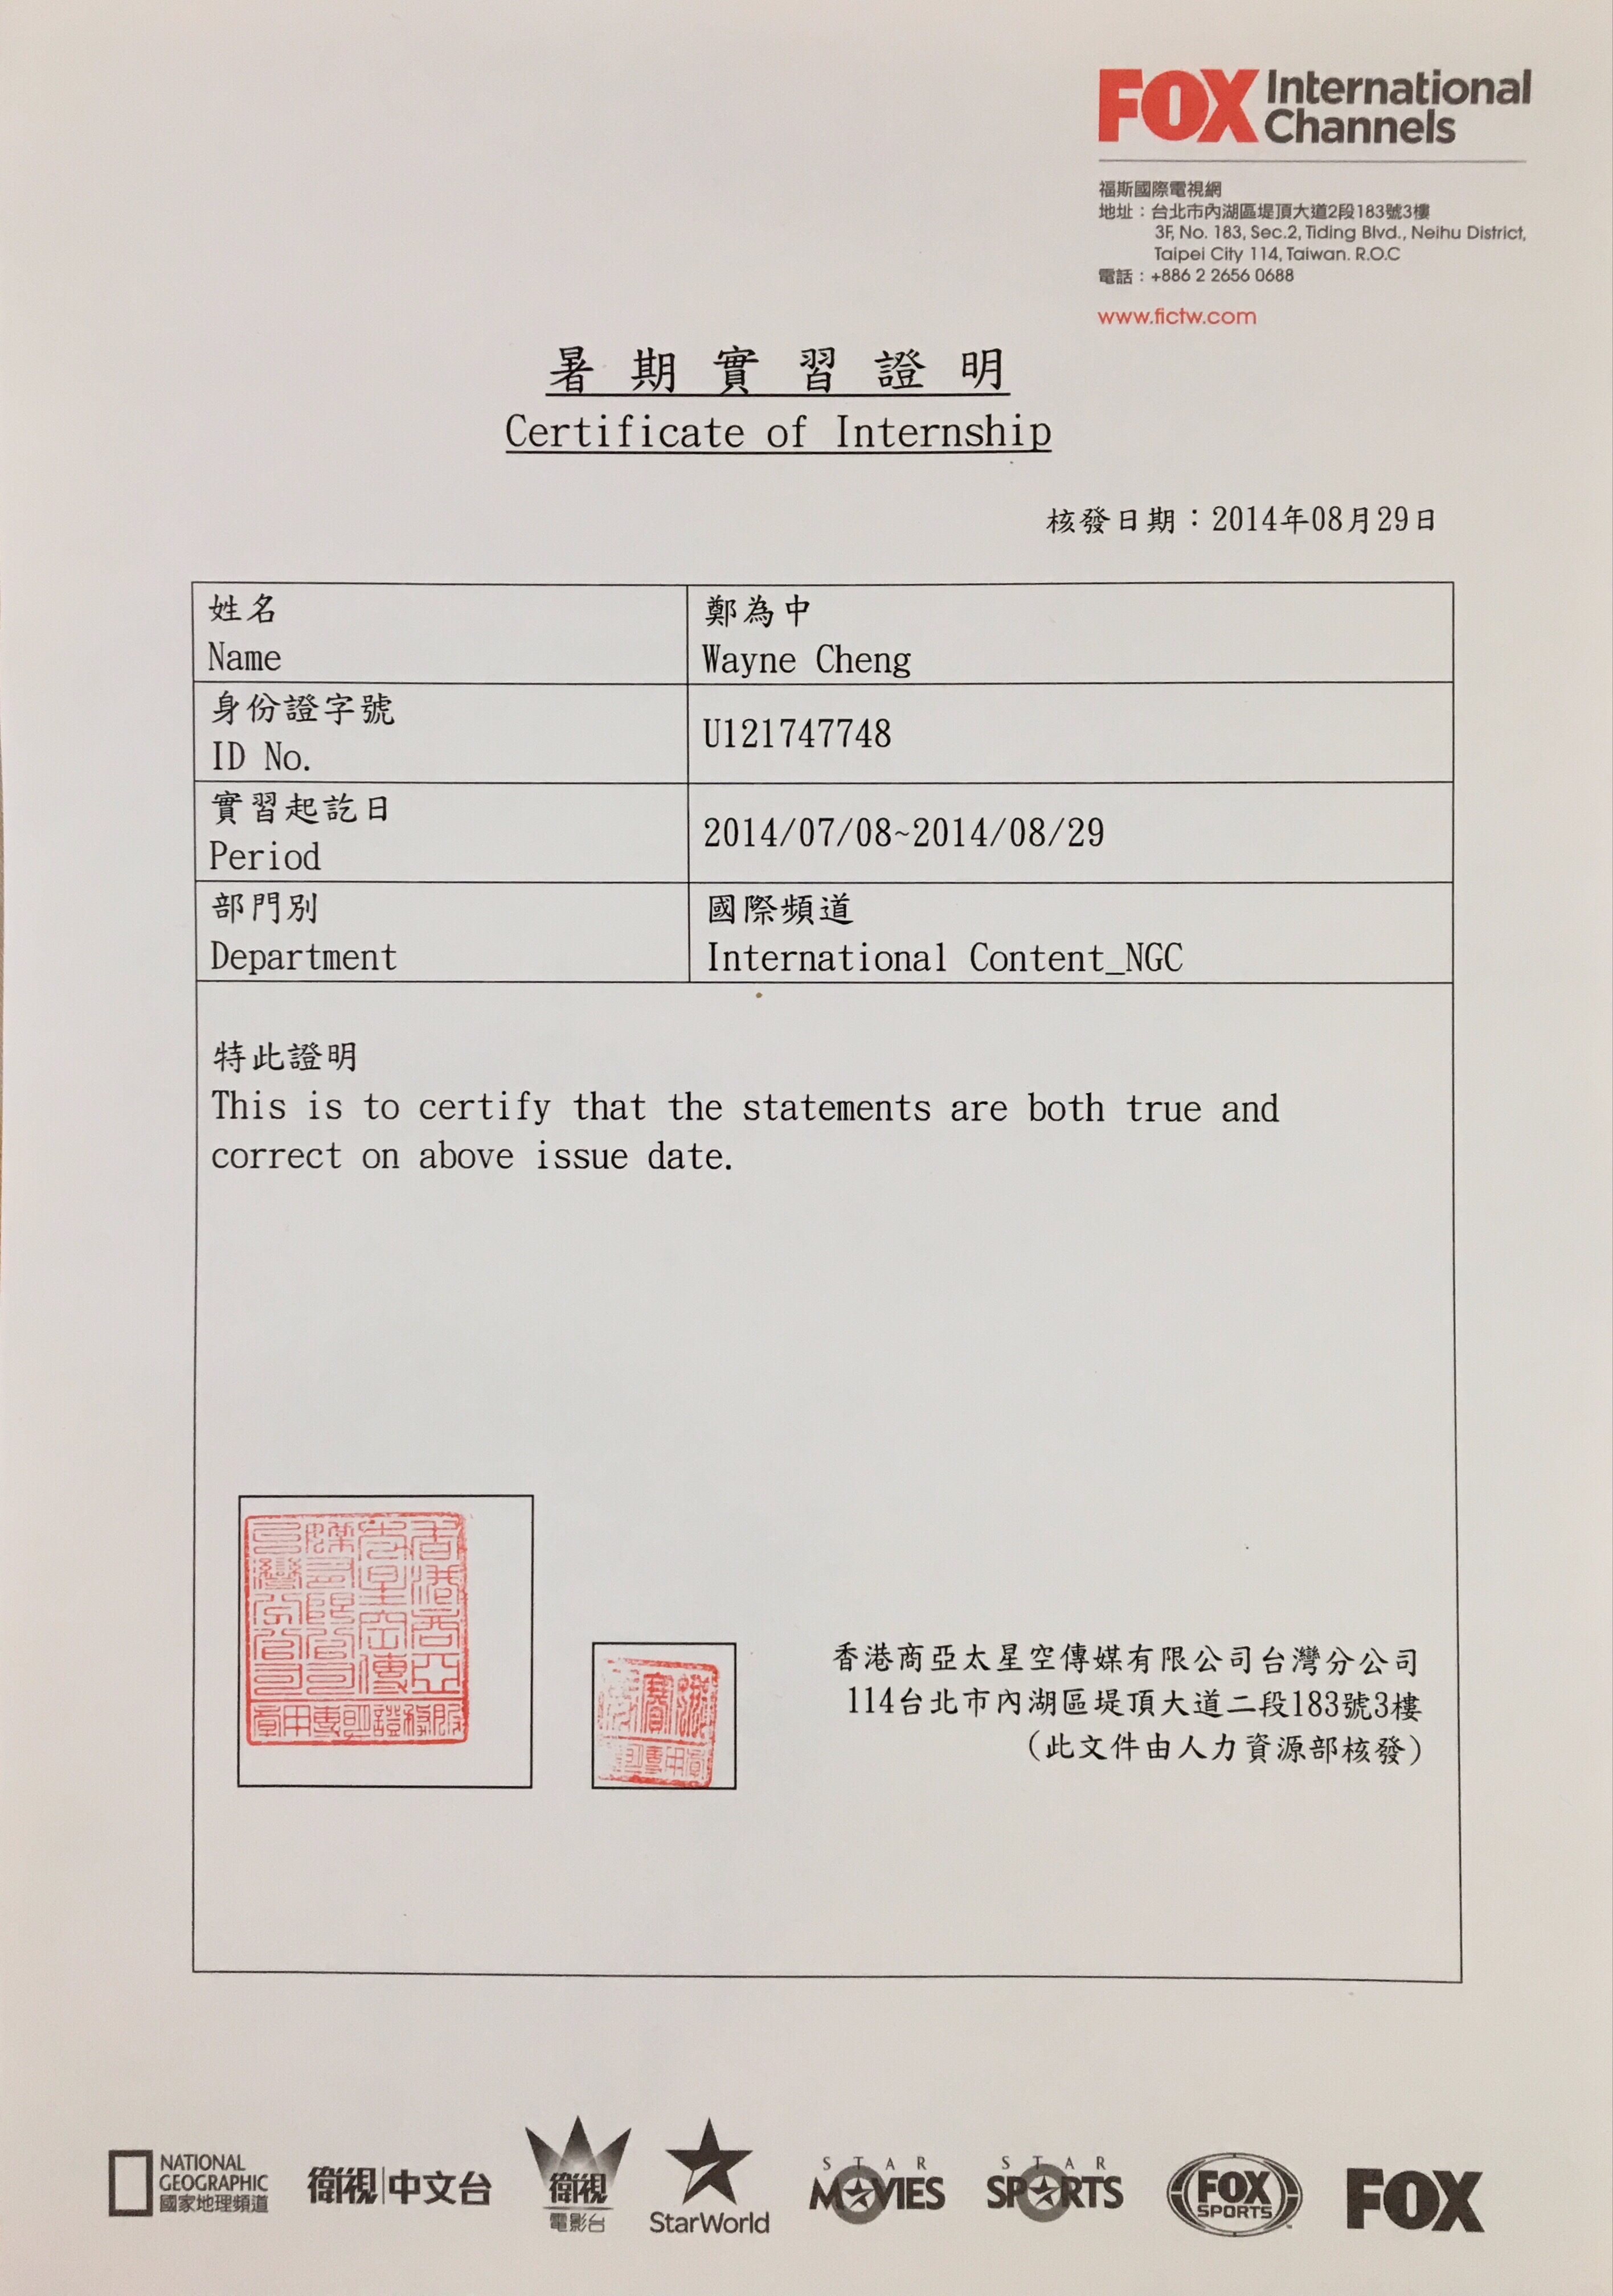 FOX International
Channels
福斯國際電視網
地址：台北市內湖區堤頂大道2段183號3樓
3F, No. 183, Sec.2, Tiding Blvd., Neihu District,
Taipei City 114, Taiwan. R.O.C
電話：+886 2 2656 0688
www.fictw.com
暑期實習證明
Certificate of Internship
核發日期：2014年08月29日
姓名
Name
鄭為中
Wayne Cheng
身份證字號
ID No.
U121747748
實習起訖日
Period
2014/07/08~2014/08/29
部門別
Department
國際頻道
International Content_NGC
特此證明
This is to certify that the statements are both true and
correct on above issue date.
香港商亞太星空傳媒有限公司台灣分公司
114台北市內湖區堤頂大道二段183號3樓
（此文件由人力資源部核發）
NATIONAL
GEOGRAPHIC
國家地理頻道
衛視|中文台
衛視
電影台
StarWorld
STAR
MOVIES
STAR
SPORTS
FOX
SPORTS
FOX